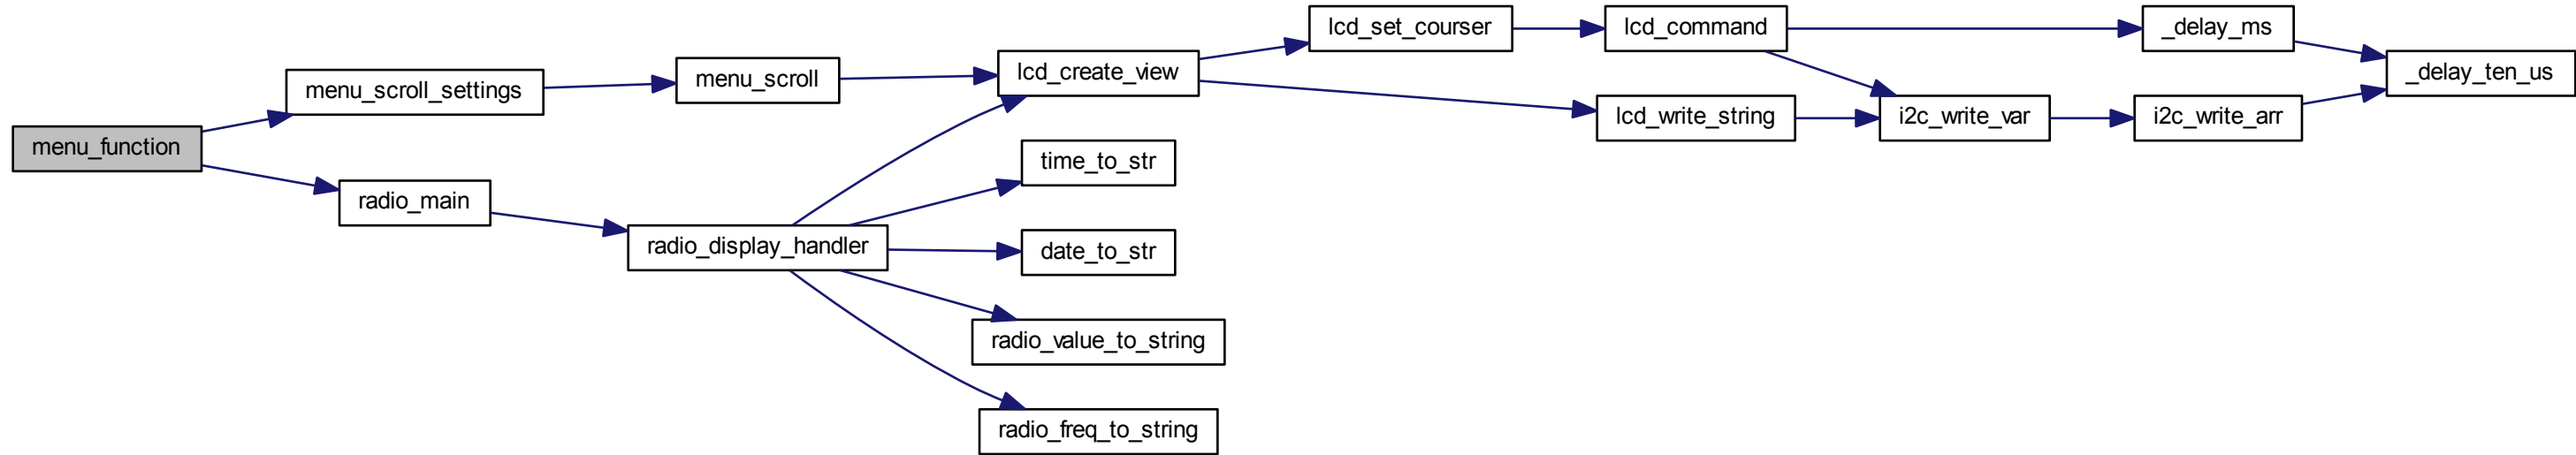 menu_function
menu_scroll_settings
radio_main
menu_scroll
radio_display_handler
lcd_create_view
time_to_str
date_to_str
radio_value_to_string
radio_freq_to_string
lcd_set_courser
lcd_command
lcd_write_string
i2c_write_var
_delay_ms
i2c_write_arr
_delay_ten_us